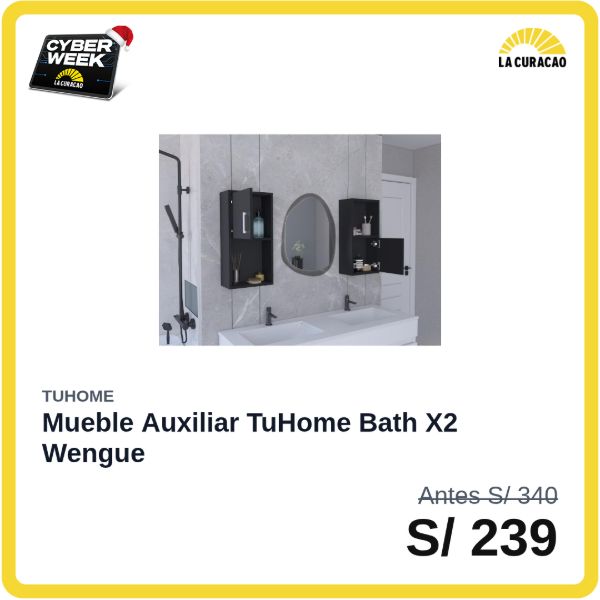 CYBER
WEEK
LA CURACAO
LA CURACAO
TUHOME
Mueble Auxiliar TuHome Bath X2
Wengue
Antes S/ 340
S/ 239